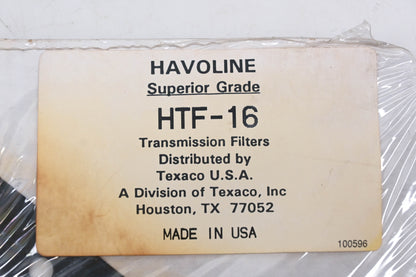 HAVOLINE
Superior Grade
HTF-16
Transmission Filters
Distributed by
Texaco U.S.A.
A Division of Texaco, Inc
Houston, TX 77052
MADE IN USA
100596